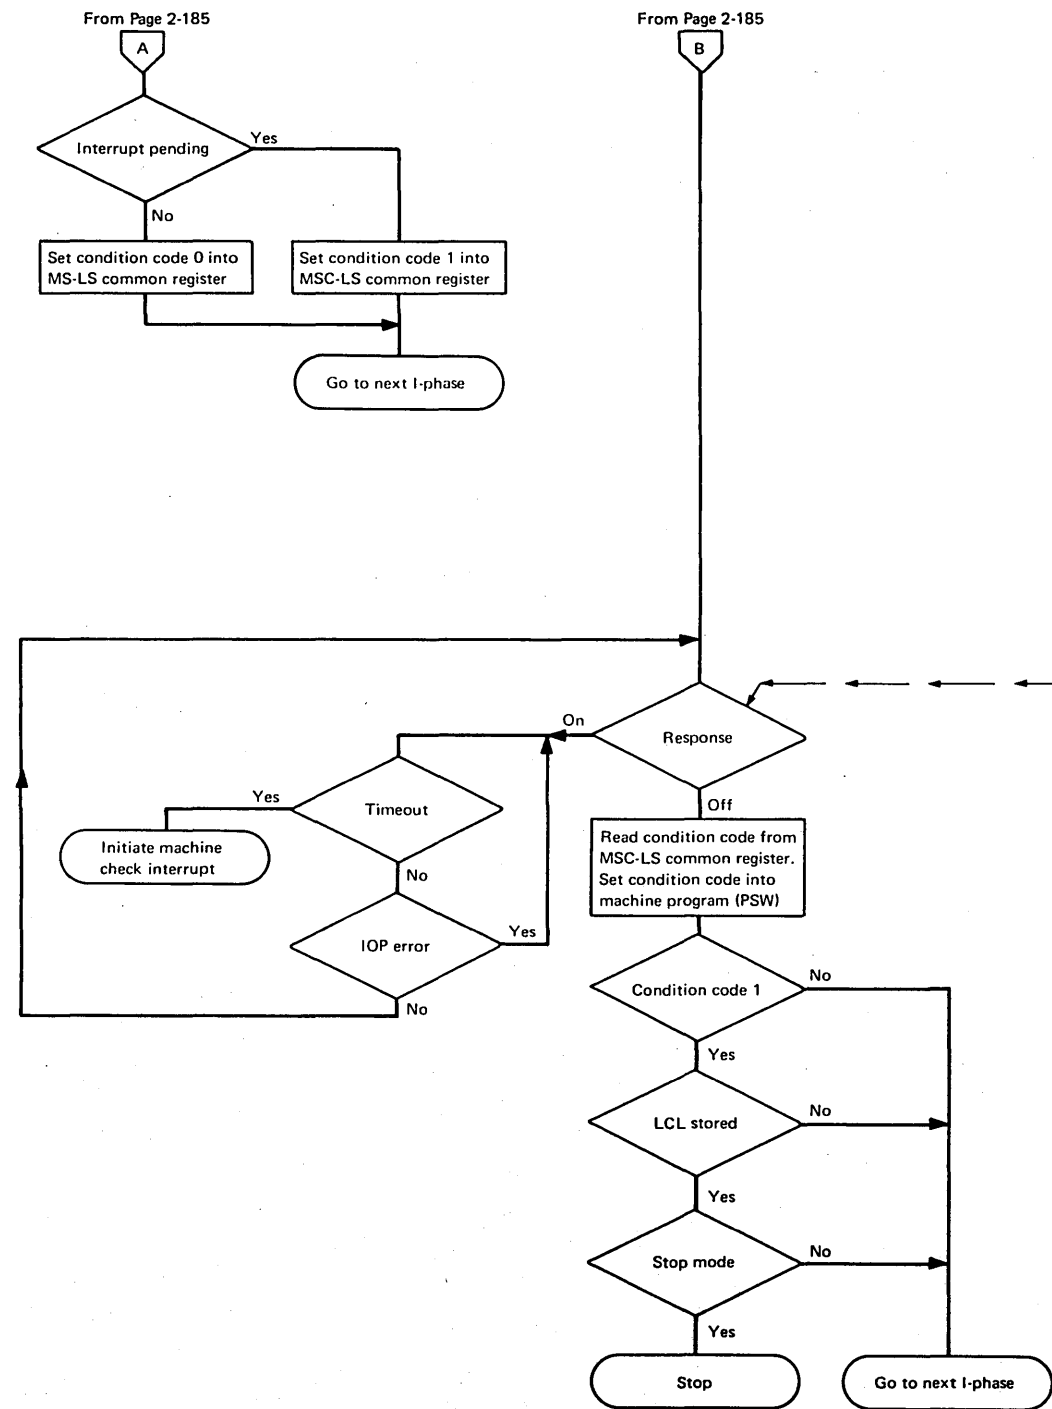 From Page 2-185
A
Interrupt pending
Yes
No
Set condition code 0 into
MS-LS common register
Set condition code 1 into
MSC-LS common register
Go to next I-phase
From Page 2-185
B
Response
On
Off
Timeout
Yes
Initiate machine
check interrupt
No
IOP error
Yes
No
Read condition code from
MSC-LS common register.
Set condition code into
machine program (PSW)
Condition code 1
No
Yes
LCL stored
No
Yes
Stop mode
No
Yes
Stop
Go to next I-phase